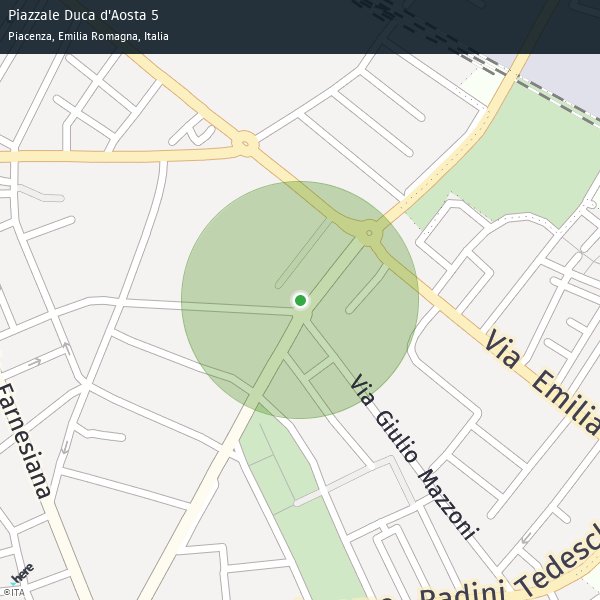 Piazzale Duca d'Aosta 5
Piacenza, Emilia Romagna, Italia
Via Emilia
Via Giulio Mazzoni
Farnesiana
Radini Tedesch
here
©ITA